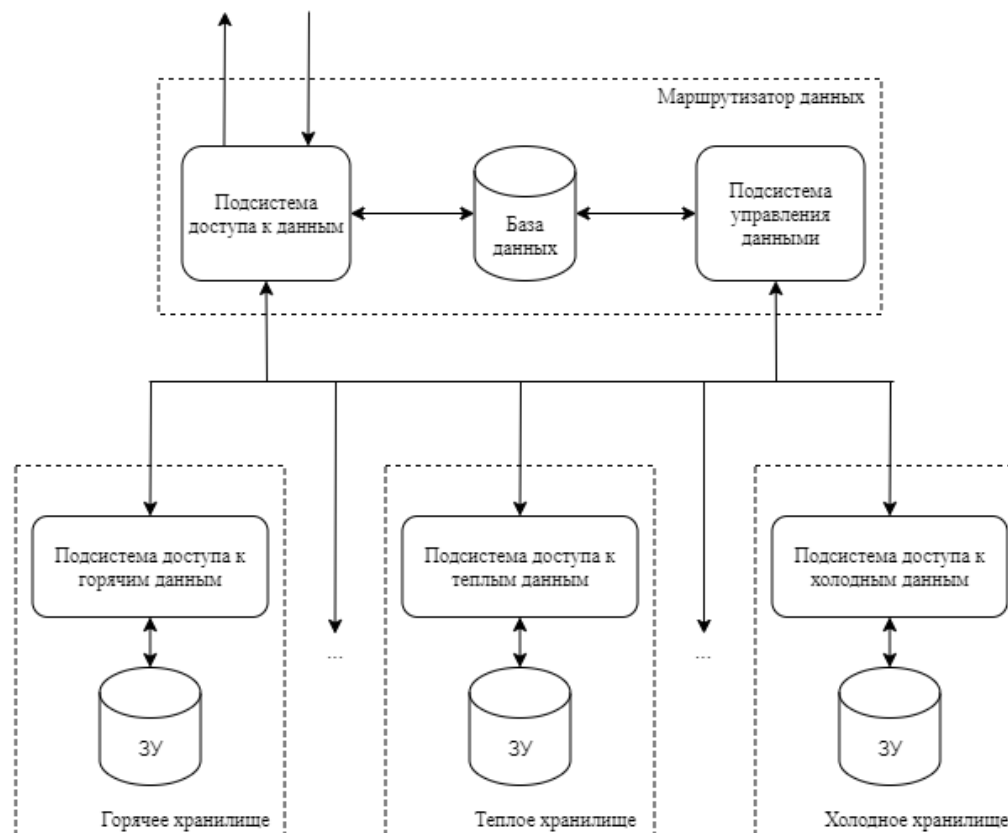 Маршрутизатор данных
Подсистема
доступа к данным
База
данных
Подсистема
управления
данными
Подсистема доступа к
горячим данным
Подсистема доступа к
теплым данным
Подсистема доступа к
холодным данным
...
...
ЗУ
ЗУ
ЗУ
Горячее хранилище
Теплое хранилище
Холодное хранилище